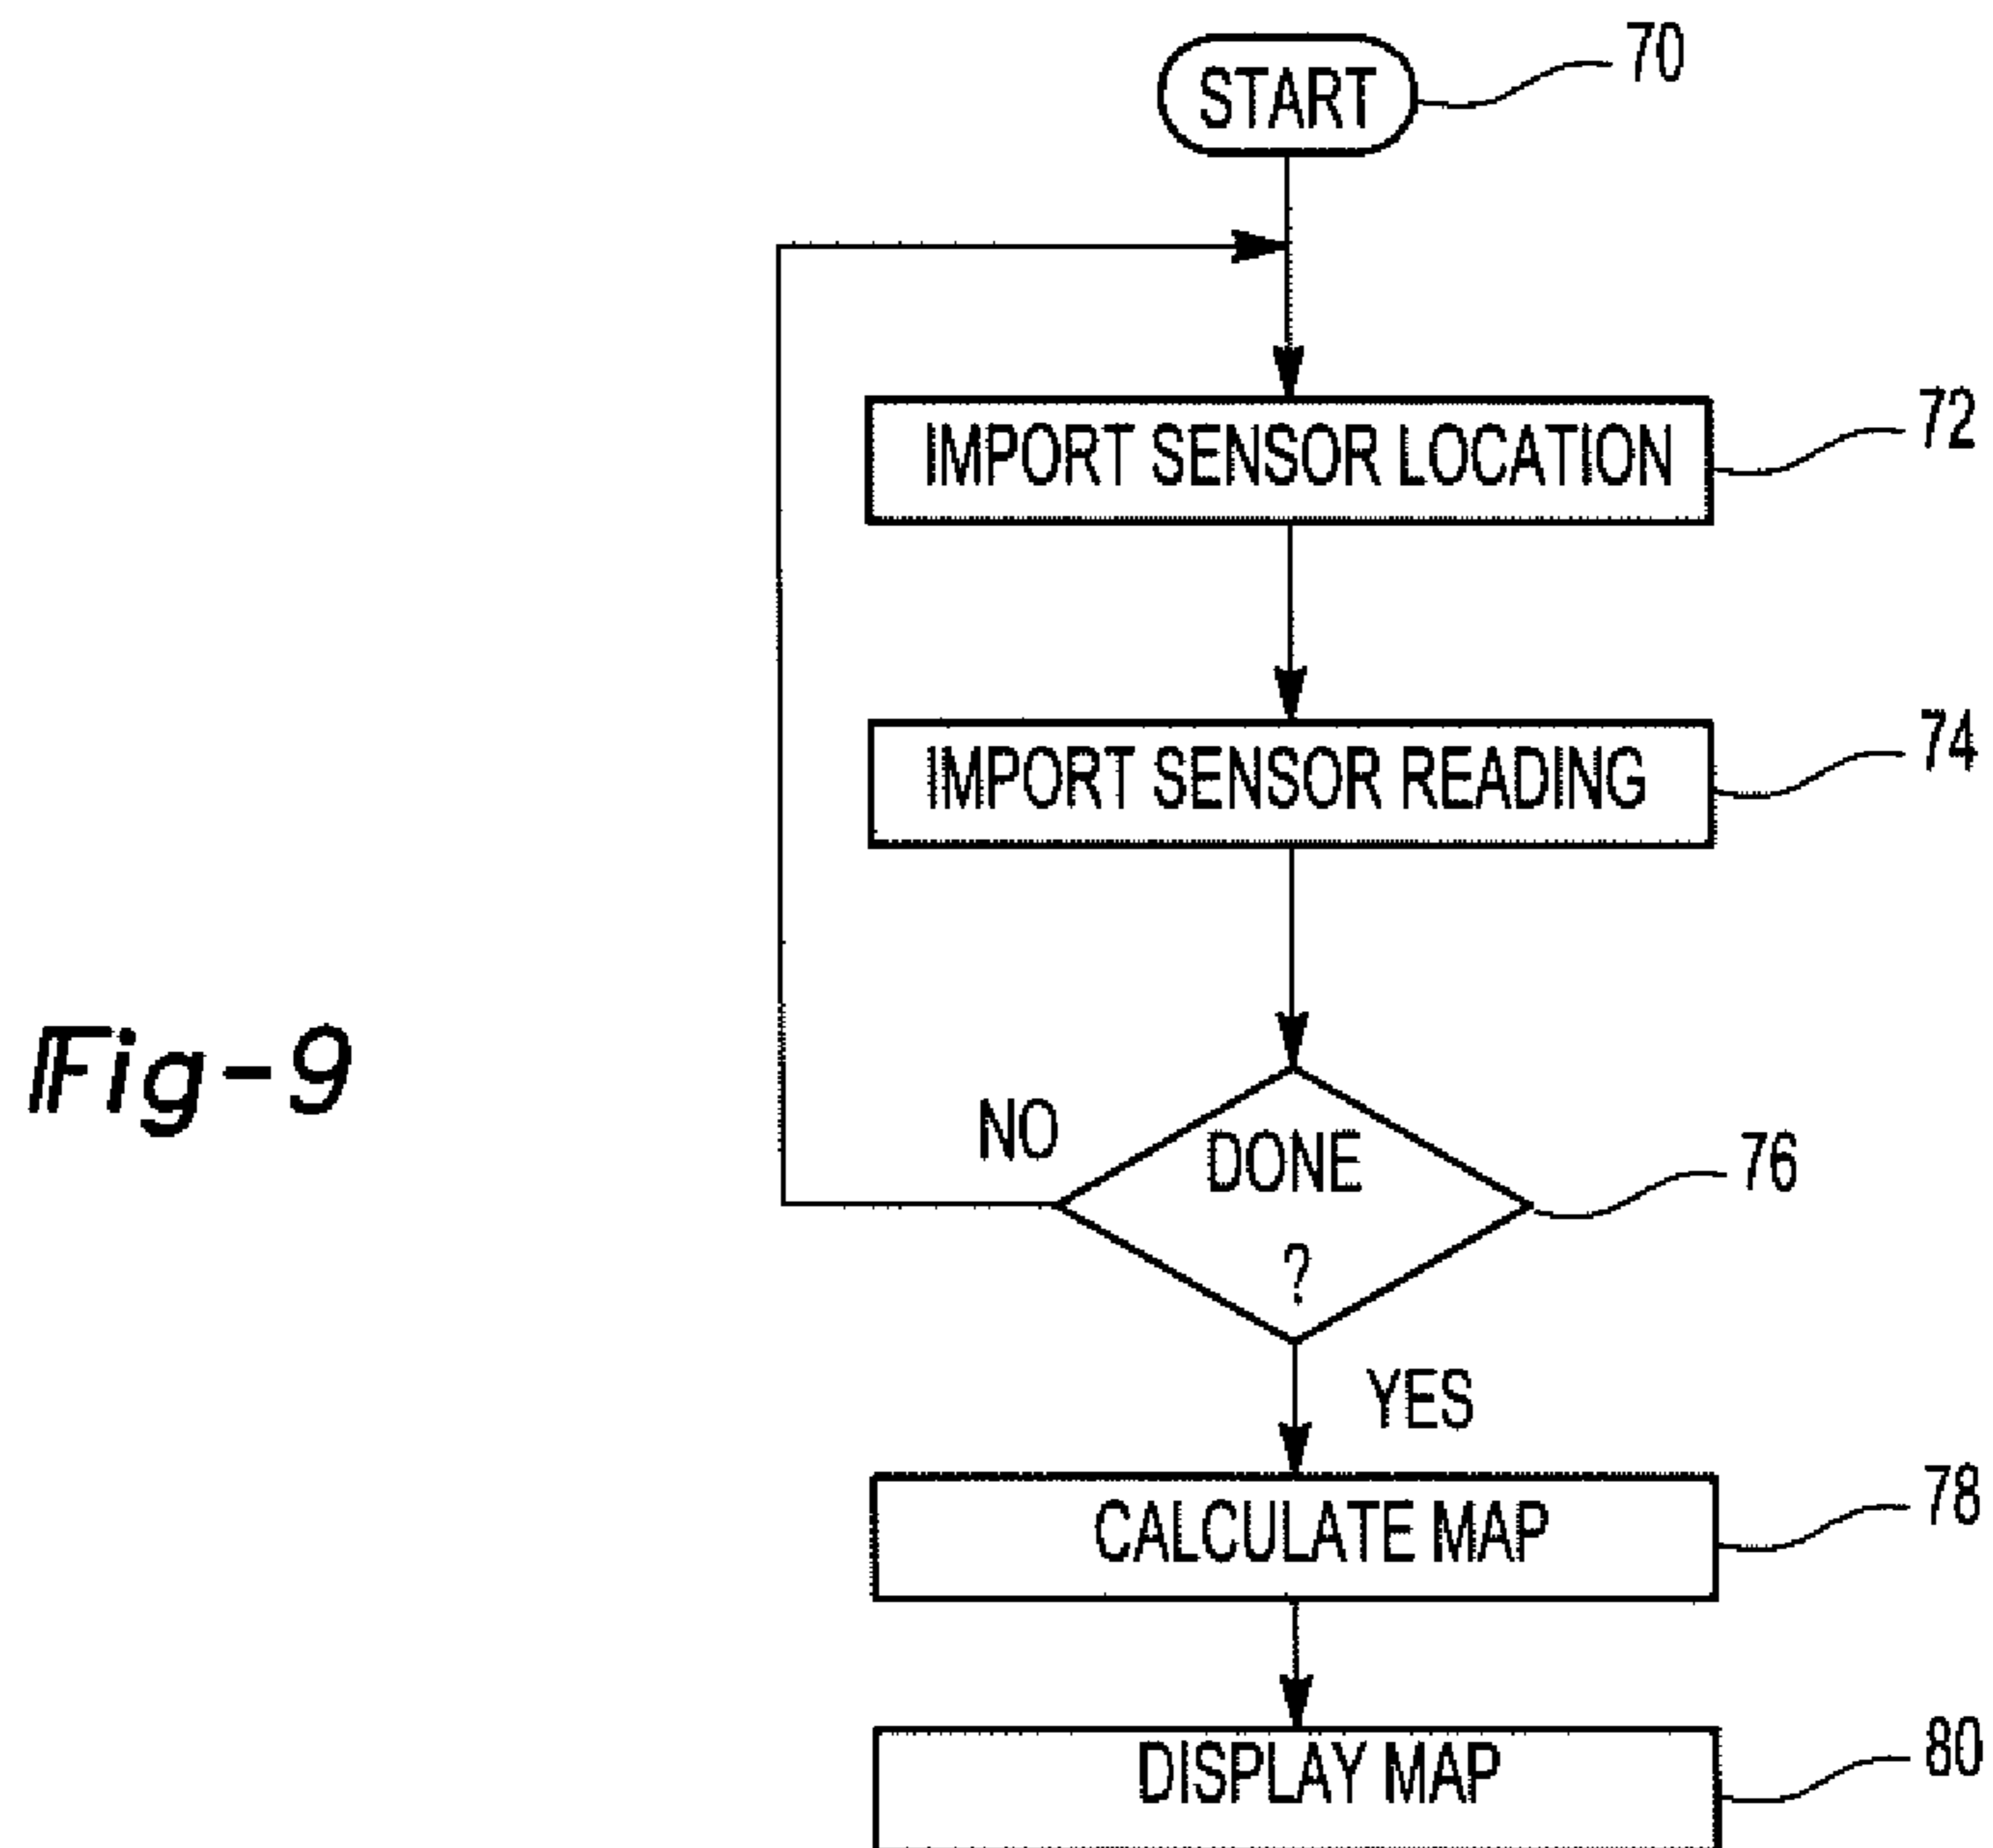 START
70
IMPORT SENSOR LOCATION
72
IMPORT SENSOR READING
74
Fig-9
NO
DONE
?
76
YES
CALCULATE MAP
78
DISPLAY MAP
80